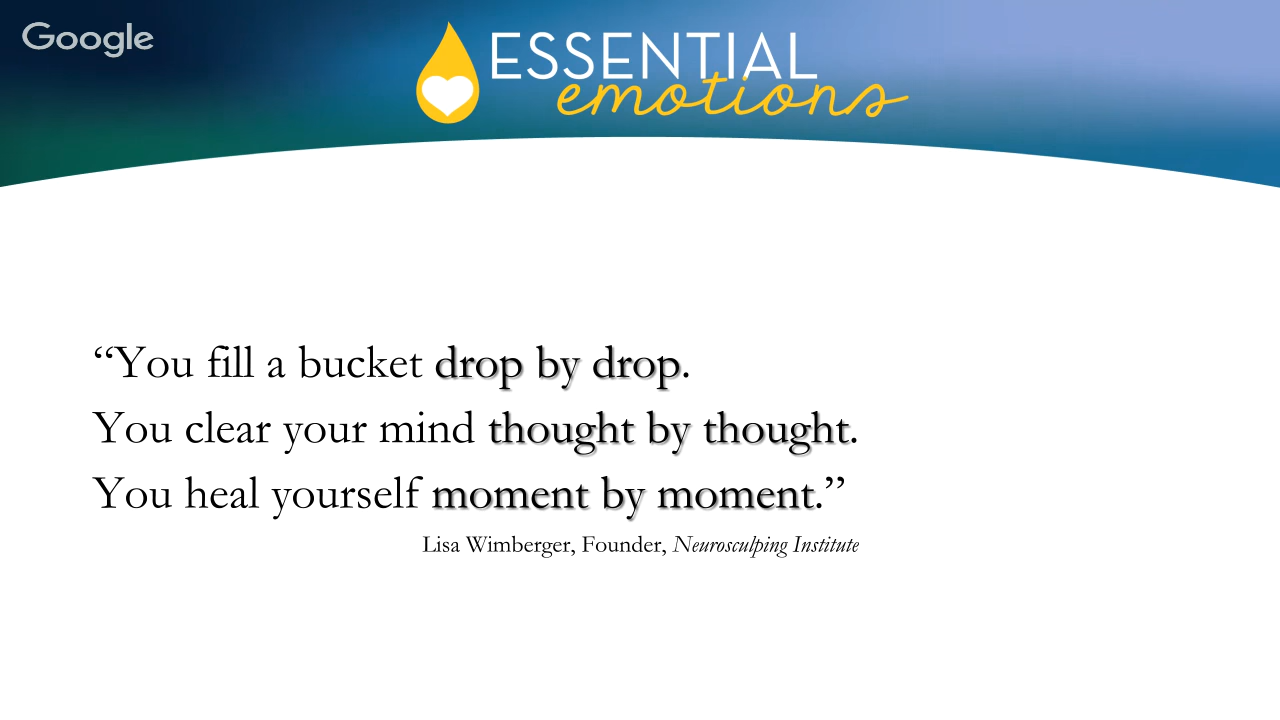 Google
ESSENTIAL
emotions
“You fill a bucket drop by drop.
You clear your mind thought by thought.
You heal yourself moment by moment.”
Lisa Wimberger, Founder, Neurosculping Institute